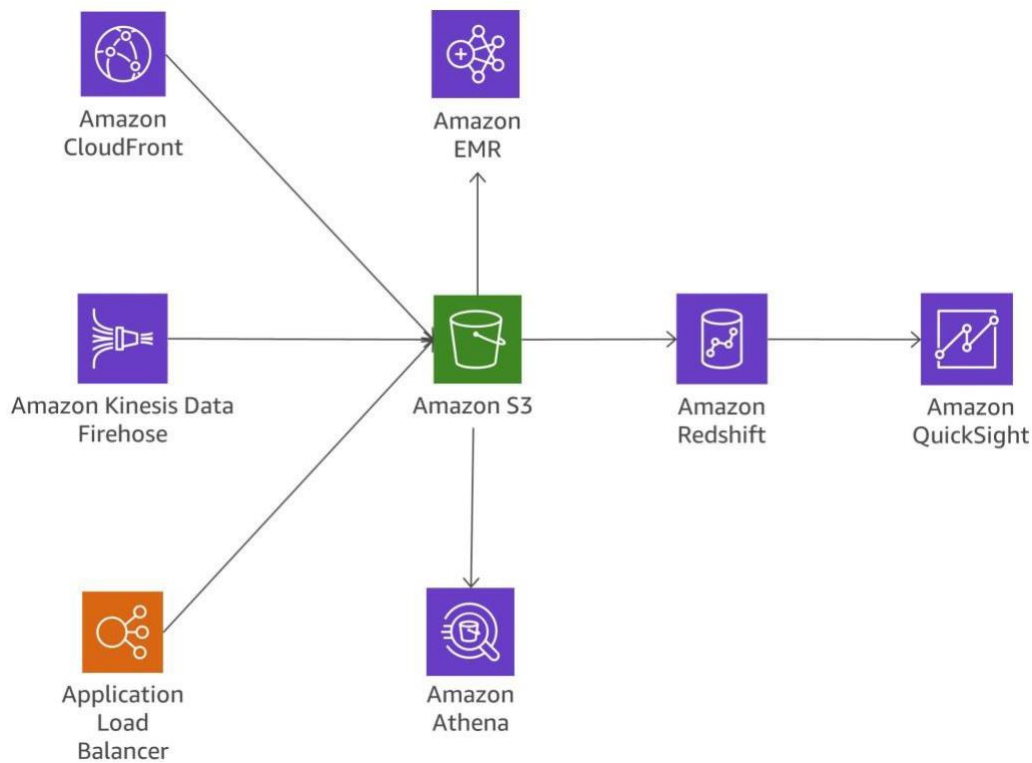 Amazon
CloudFront
Amazon
EMR
Amazon Kinesis Data
Firehose
Amazon S3
Amazon
Redshift
Amazon
QuickSight
Application
Load
Balancer
Amazon
Athena